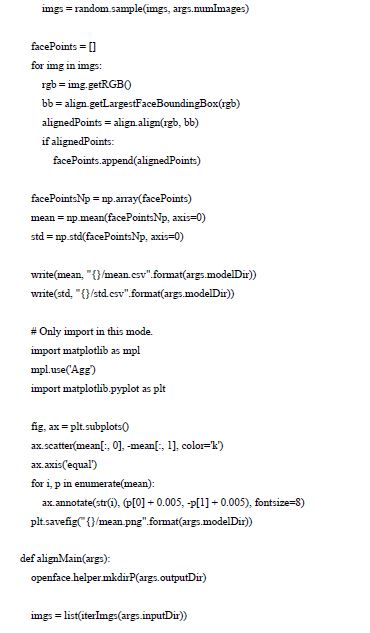 imgs = random.sample(imgs, args.numImages)
facePoints = []
for img in imgs:
rgb = img.getRGB()
bb = align.getLargestFaceBoundingBox(rgb)
alignedPoints = align.align(rgb, bb)
if alignedPoints:
facePoints.append(alignedPoints)
facePointsNp = np.array(facePoints)
mean = np.mean(facePointsNp, axis=0)
std = np.std(facePointsNp, axis=0)
write(mean, "{}/mean.csv".format(args.modelDir))
write(std, "{}/std.csv".format(args.modelDir))
# Only import in this mode.
import matplotlib as mpl
mpl.use('Agg')
import matplotlib.pyplot as plt
fig, ax = plt.subplots()
ax.scatter(mean[:, 0], -mean[:, 1], color='k')
ax.axis('equal')
for i, p in enumerate(mean):
ax.annotate(str(i), (p[0] + 0.005, -p[1] + 0.005), fontsize=8)
plt.savefig("{}/mean.png".format(args.modelDir))
def alignMain(args):
openface.helper.mkdirP(args.outputDir)
imgs = list(iterImgs(args.inputDir))